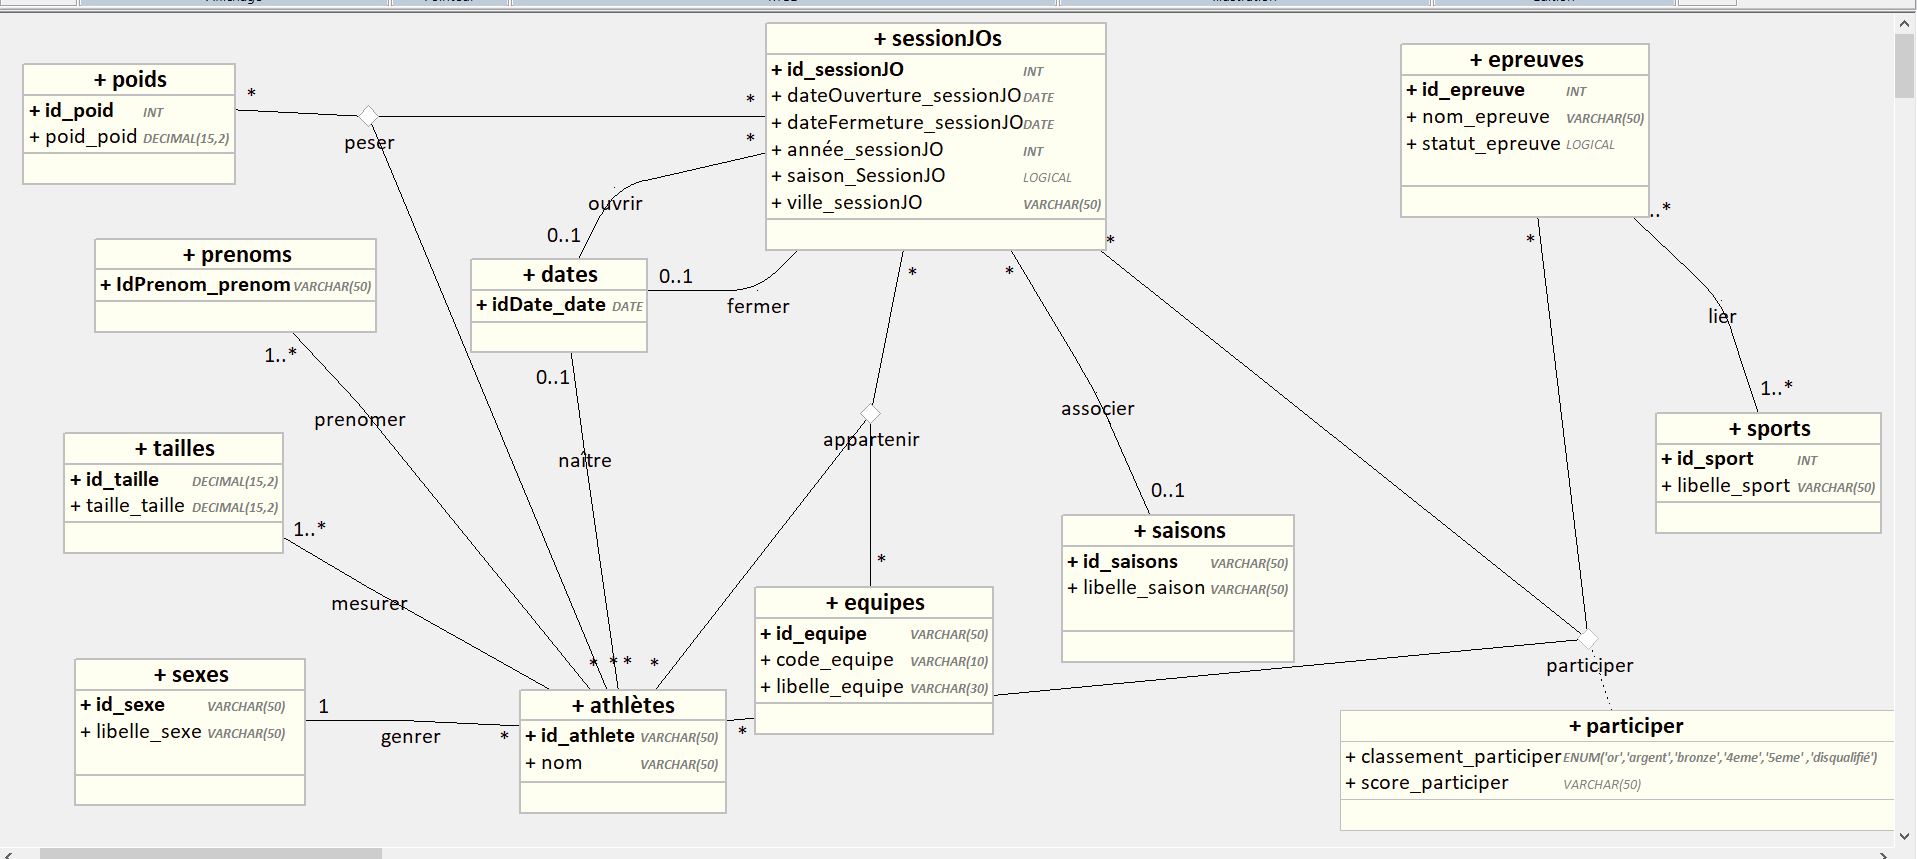 + poids
+ id_poid INT
+ poid_poid DECIMAL(15,2)
*
peser
*
*
+ sessionJOs
+ id_sessionJO INT
+ dateOuverture_sessionJO DATE
+ dateFermeture_sessionJO DATE
+ année_sessionJO INT
+ saison_SessionJO LOGICAL
+ ville_sessionJO VARCHAR(50)
+ epreuves
+ id_epreuve INT
+ nom_epreuve VARCHAR(50)
+ statut_epreuve LOGICAL
..*
*
*
ouvrir
0..1
+ prenoms
+ IdPrenom_prenom VARCHAR(50)
1..*
prenomer
+ dates
+ idDate_date DATE
0..1
fermer
0..1
naître
*
*
appartenir
*
associer
0..1
lier
1..*
+ sports
+ id_sport INT
+ libelle_sport VARCHAR(50)
+ tailles
+ id_taille DECIMAL(15,2)
+ taille_taille DECIMAL(15,2)
1..*
mesurer
+ saisons
+ id_saisons VARCHAR(50)
+ libelle_saison VARCHAR(50)
+ equipes
+ id_equipe VARCHAR(50)
+ code_equipe VARCHAR(10)
+ libelle_equipe VARCHAR(30)
+ sexes
+ id_sexe VARCHAR(50)
+ libelle_sexe VARCHAR(50)
1
genrer
*
* ** *
+ athlètes
+ id_athlete VARCHAR(50)
+ nom VARCHAR(50)
*
participer
+ participer
+ classement_participer ENUM('or','argent','bronze','4eme','5eme' ,'disqualifié')
+ score_participer VARCHAR(50)